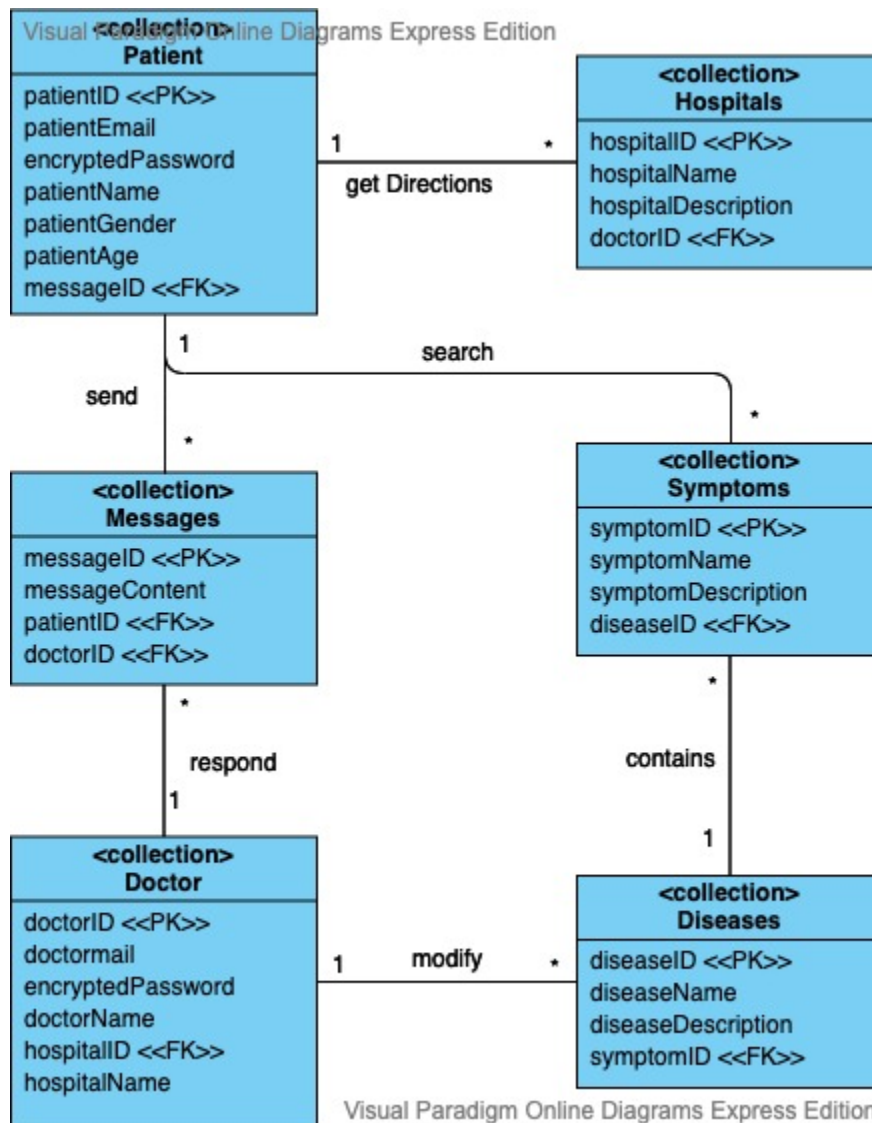 Visual Paradigm Online Diagrams Express Edition
<collection>
Patient
patientID <<PK>>
patientEmail
encryptedPassword
patientName
patientGender
patientAge
messageID <<FK>>
1
*
get Directions
<collection>
Hospitals
hospitalID <<PK>>
hospitalName
hospitalDescription
doctorID <<FK>>
1
search
send
*
*
<collection>
Messages
messageID <<PK>>
messageContent
patientID <<FK>>
doctorID <<FK>>
<collection>
Symptoms
symptomID <<PK>>
symptomName
symptomDescription
diseaseID <<FK>>
*
respond
1
*
contains
1
<collection>
Doctor
doctorID <<PK>>
doctormail
encryptedPassword
doctorName
hospitalID <<FK>>
hospitalName
1
modify
*
<collection>
Diseases
diseaseID <<PK>>
diseaseName
diseaseDescription
symptomID <<FK>>
Visual Paradigm Online Diagrams Express Edition